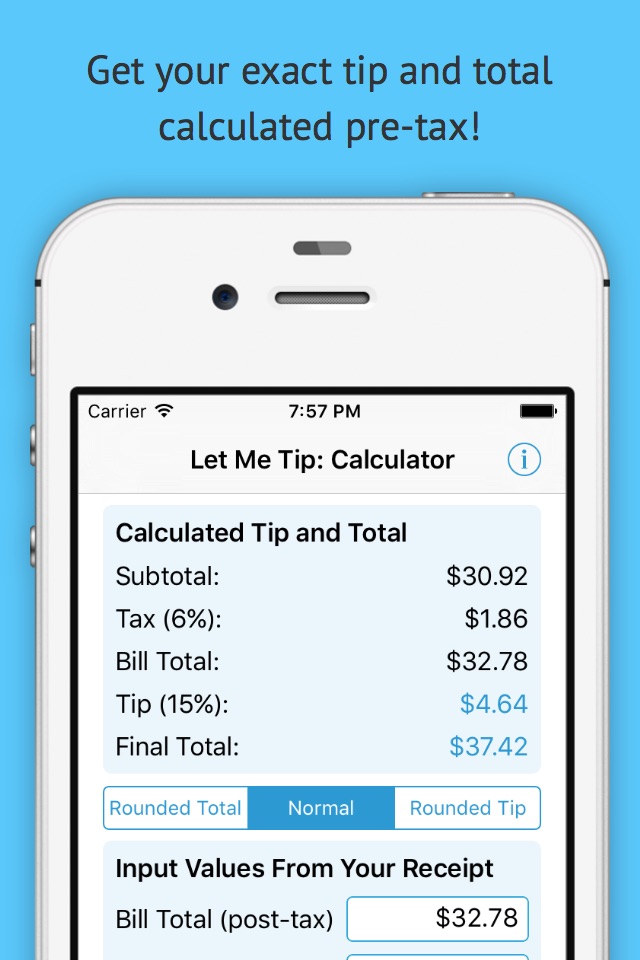 Get your exact tip and total
calculated pre-tax!
Carrier 7:57 PM
Let Me Tip: Calculator i
Calculated Tip and Total
Subtotal: $30.92
Tax (6%): $1.86
Bill Total: $32.78
Tip (15%): $4.64
Final Total: $37.42
Rounded Total Normal Rounded Tip
Input Values From Your Receipt
Bill Total (post-tax) $32.78